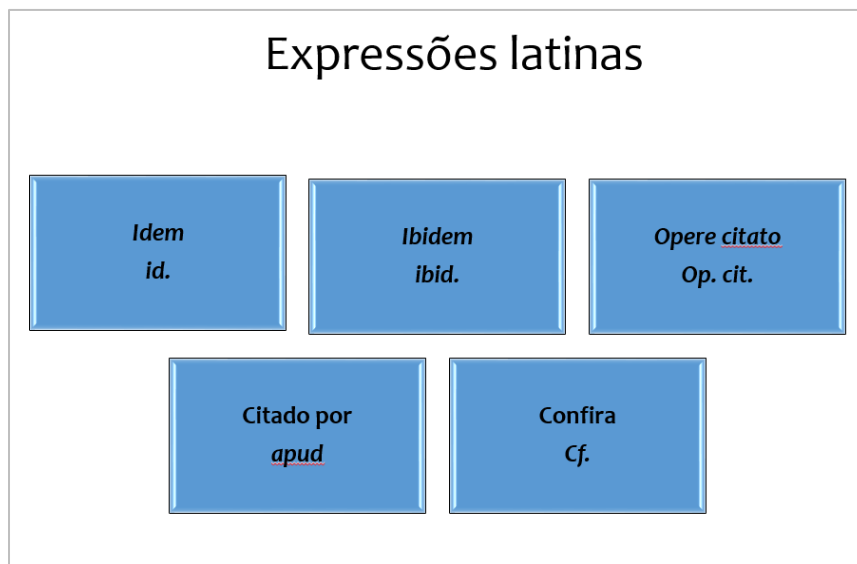 Expressões latinas
Idem
id.
Ibidem
ibid.
Opere citato
Op. cit.
Citado por
apud
Confira
Cf.